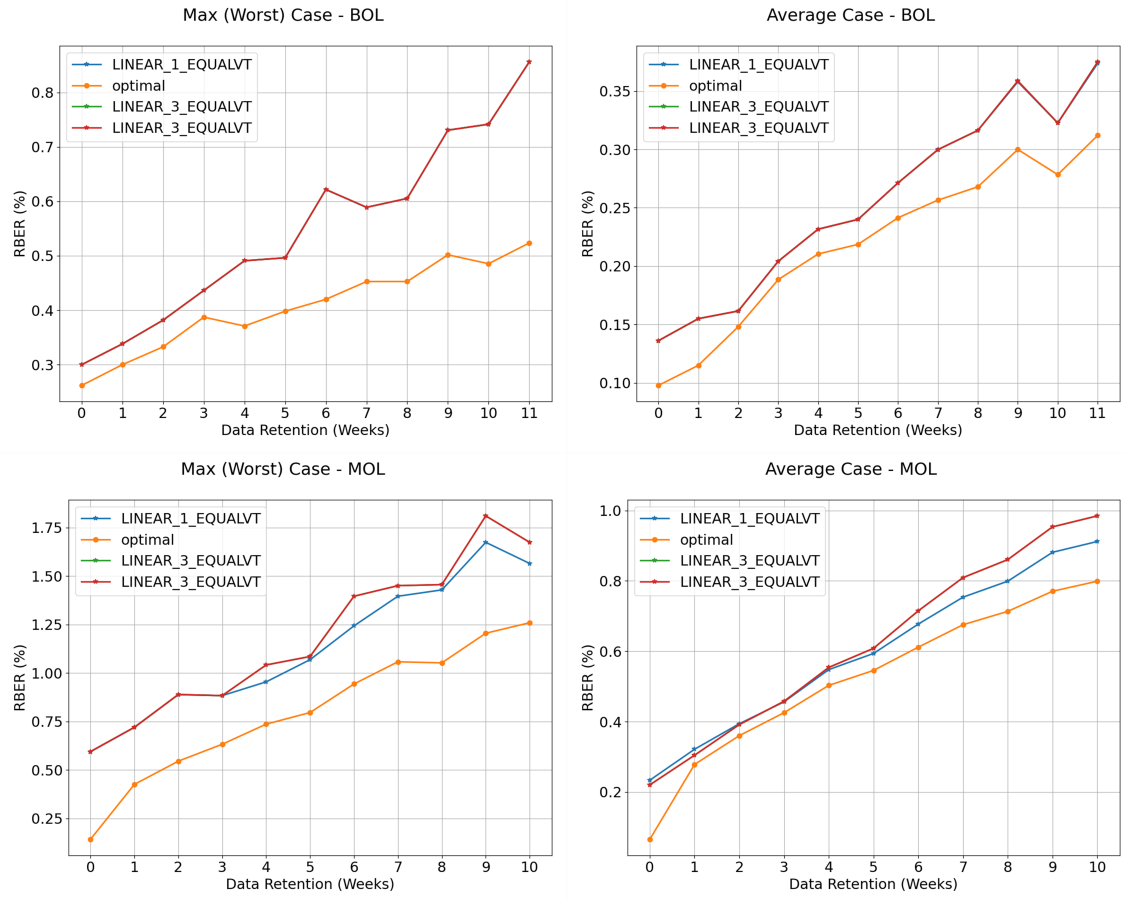 Max (Worst) Case - BOL
LINEAR_1_EQUALVT
optimal
LINEAR_3_EQUALVT
LINEAR_3_EQUALVT
0.8
0.7
0.6
0.5
0.4
0.3
RBER (%)
0 1 2 3 4 5 6 7 8 9 10 11
Data Retention (Weeks)
Average Case - BOL
LINEAR_1_EQUALVT
optimal
LINEAR_3_EQUALVT
LINEAR_3_EQUALVT
0.35
0.30
0.25
0.20
0.15
0.10
RBER (%)
0 1 2 3 4 5 6 7 8 9 10 11
Data Retention (Weeks)
Max (Worst) Case - MOL
LINEAR_1_EQUALVT
optimal
LINEAR_3_EQUALVT
LINEAR_3_EQUALVT
1.75
1.50
1.25
1.00
0.75
0.50
0.25
RBER (%)
0 1 2 3 4 5 6 7 8 9 10
Data Retention (Weeks)
Average Case - MOL
LINEAR_1_EQUALVT
optimal
LINEAR_3_EQUALVT
LINEAR_3_EQUALVT
1.0
0.8
0.6
0.4
0.2
RBER (%)
0 1 2 3 4 5 6 7 8 9 10
Data Retention (Weeks)